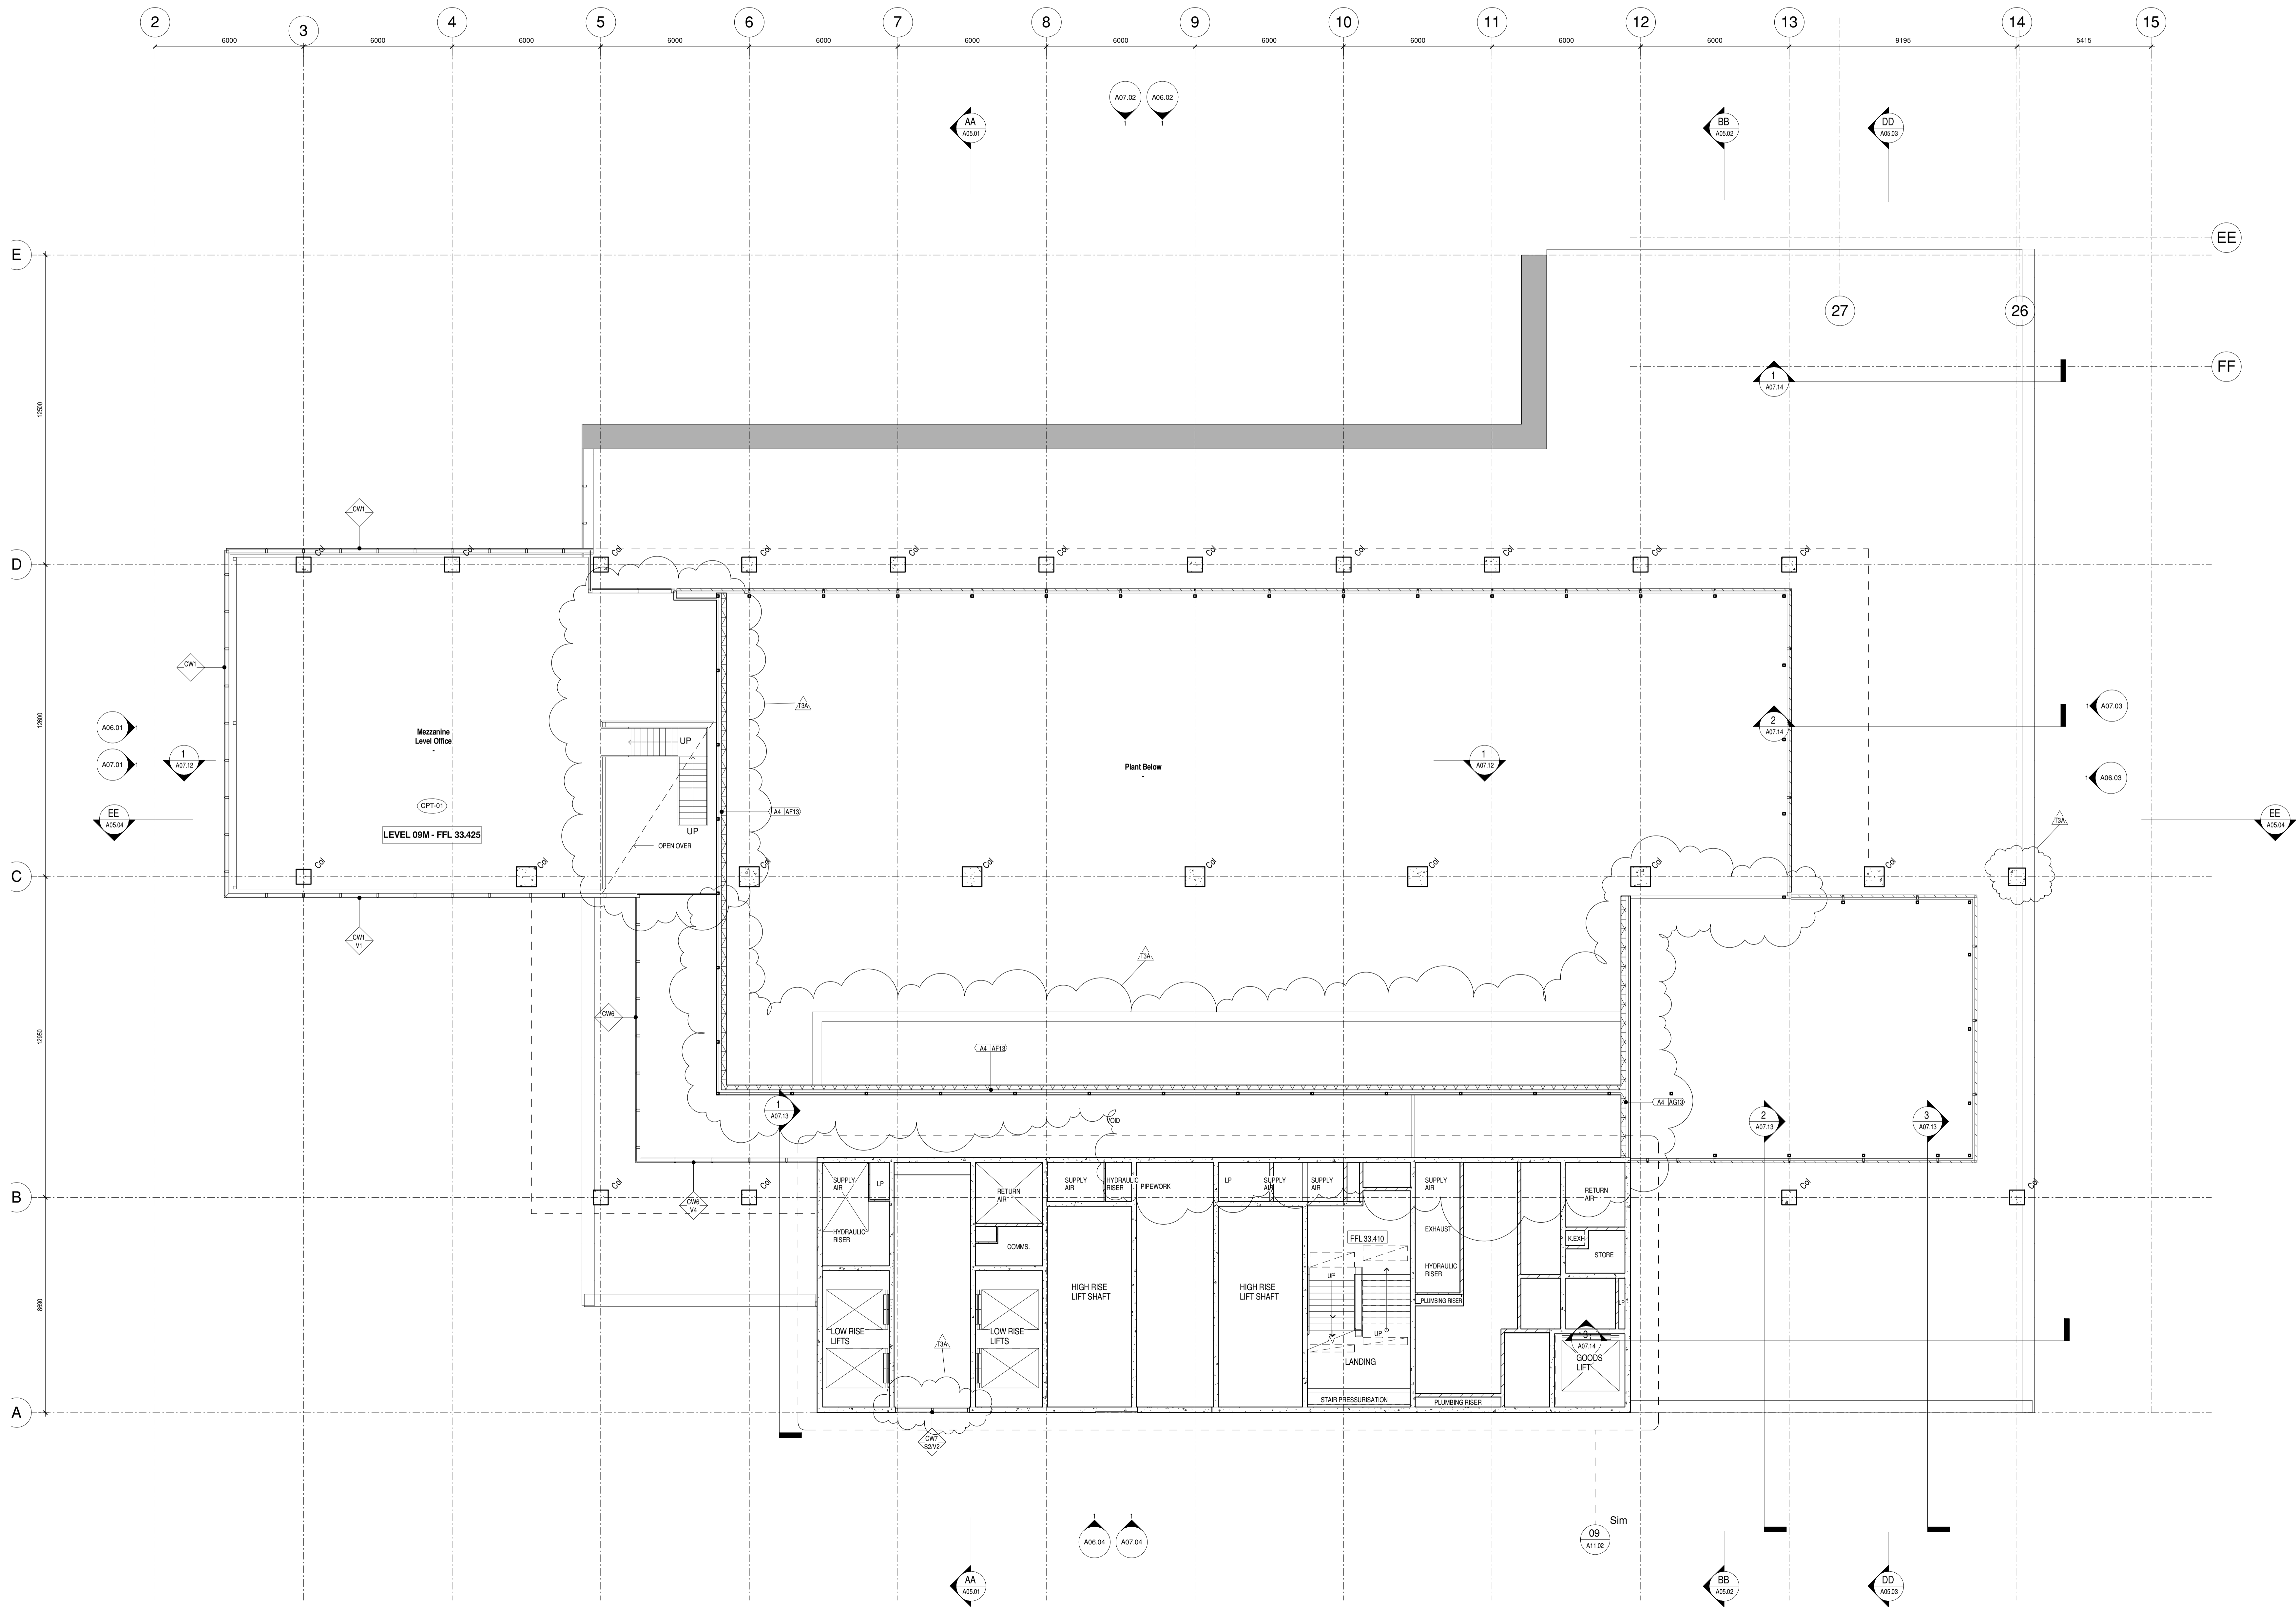 2
3
4
5
6
7
8
9
10
11
12
13
14
15
6000
6000
6000
6000
6000
6000
6000
6000
6000
6000
6000
9195
5415
A07.02
1
A06.02
1
AA
A05.01
BB
A05.02
DD
A05.03
E
EE
27
26
FF
12500
1
A07.14
CW1
D
Col
Col
Col
Col
Col
Col
Col
Col
Col
Col
Col
CW1
T3A
12600
A06.01
1
A07.01
1
1
A07.12
EE
A05.04
Mezzanine
Level Office
-
CPT-01
LEVEL 09M - FFL 33.425
UP
UP
OPEN OVER
A4
AF13
Plant Below
-
1
A07.12
2
A07.14
1
A07.03
1
A06.03
T3A
EE
A05.04
C
Col
Col
Col
Col
Col
Col
Col
Col
CW1
V1
T3A
CW6
12950
A4
AF13
1
A07.13
VOID
A4
AG13
2
A07.13
3
A07.13
B
Col
Col
CW6
V4
Col
SUPPLY
AIR
LP
HYDRAULIC
RISER
RETURN
AIR
COMMS.
SUPPLY
AIR
HYDRAULIC
RISER
PIPEWORK
LP
SUPPLY
AIR
SUPPLY
AIR
SUPPLY
AIR
EXHAUST
HYDRAULIC
RISER
PLUMBING RISER
RETURN
AIR
K.EXH
STORE
LP
FFL 33.410
UP
UP
HIGH RISE
LIFT SHAFT
HIGH RISE
LIFT SHAFT
8690
LOW RISE
LIFTS
LOW RISE
LIFTS
T3A
LANDING
STAIR PRESSURISATION
PLUMBING RISER
3
A07.14
GOODS
LIFT
A
CW7
S2/V2
1
A06.04
1
A07.04
Sim
09
A11.02
AA
A05.01
BB
A05.02
DD
A05.03